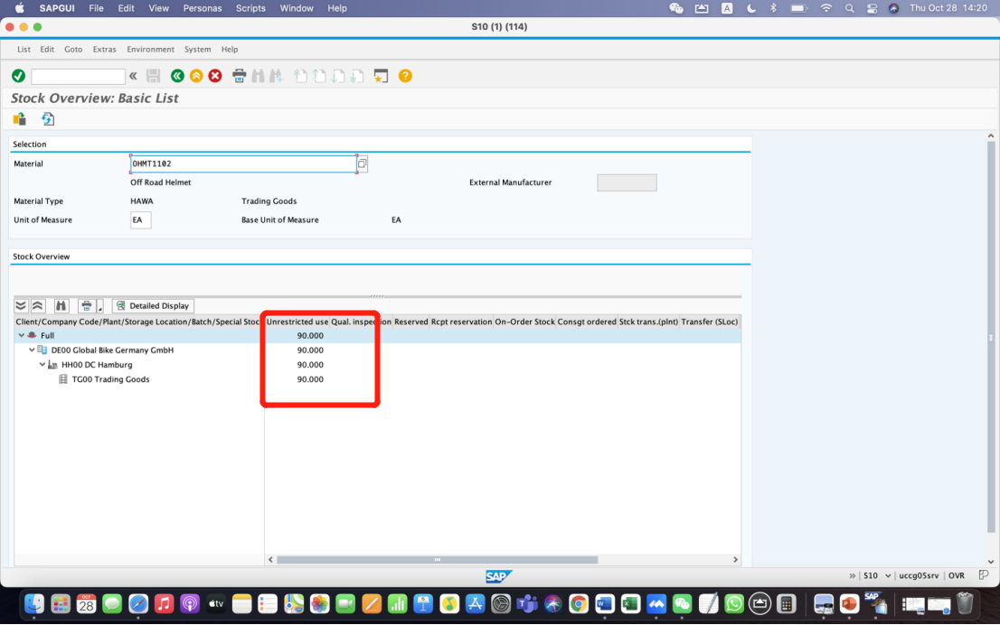 SAPGUI File Edit View Personas Scripts Window Help A Thu Oct 28 14:20
S10 (1) (114)
List Edit Goto Extras Environment System Help
Stock Overview: Basic List
Selection
Material OHMT1102
Off Road Helmet External Manufacturer
Material Type HAWA Trading Goods
Unit of Measure EA Base Unit of Measure EA
Stock Overview
Detailed Display
Client/Company Code/Plant/Storage Location/Batch/Special Stoc Unrestricted use Qual. inspection Reserved Rcpt reservation On-Order Stock Consgt ordered Stck trans.(plnt) Transfer (SLoc)
Full 90.000
DE00 Global Bike Germany GmbH 90.000
HH00 DC Hamburg 90.000
TG00 Trading Goods 90.000
SAP » S10 uccg05srv OVR
OCT
28 tv SAP